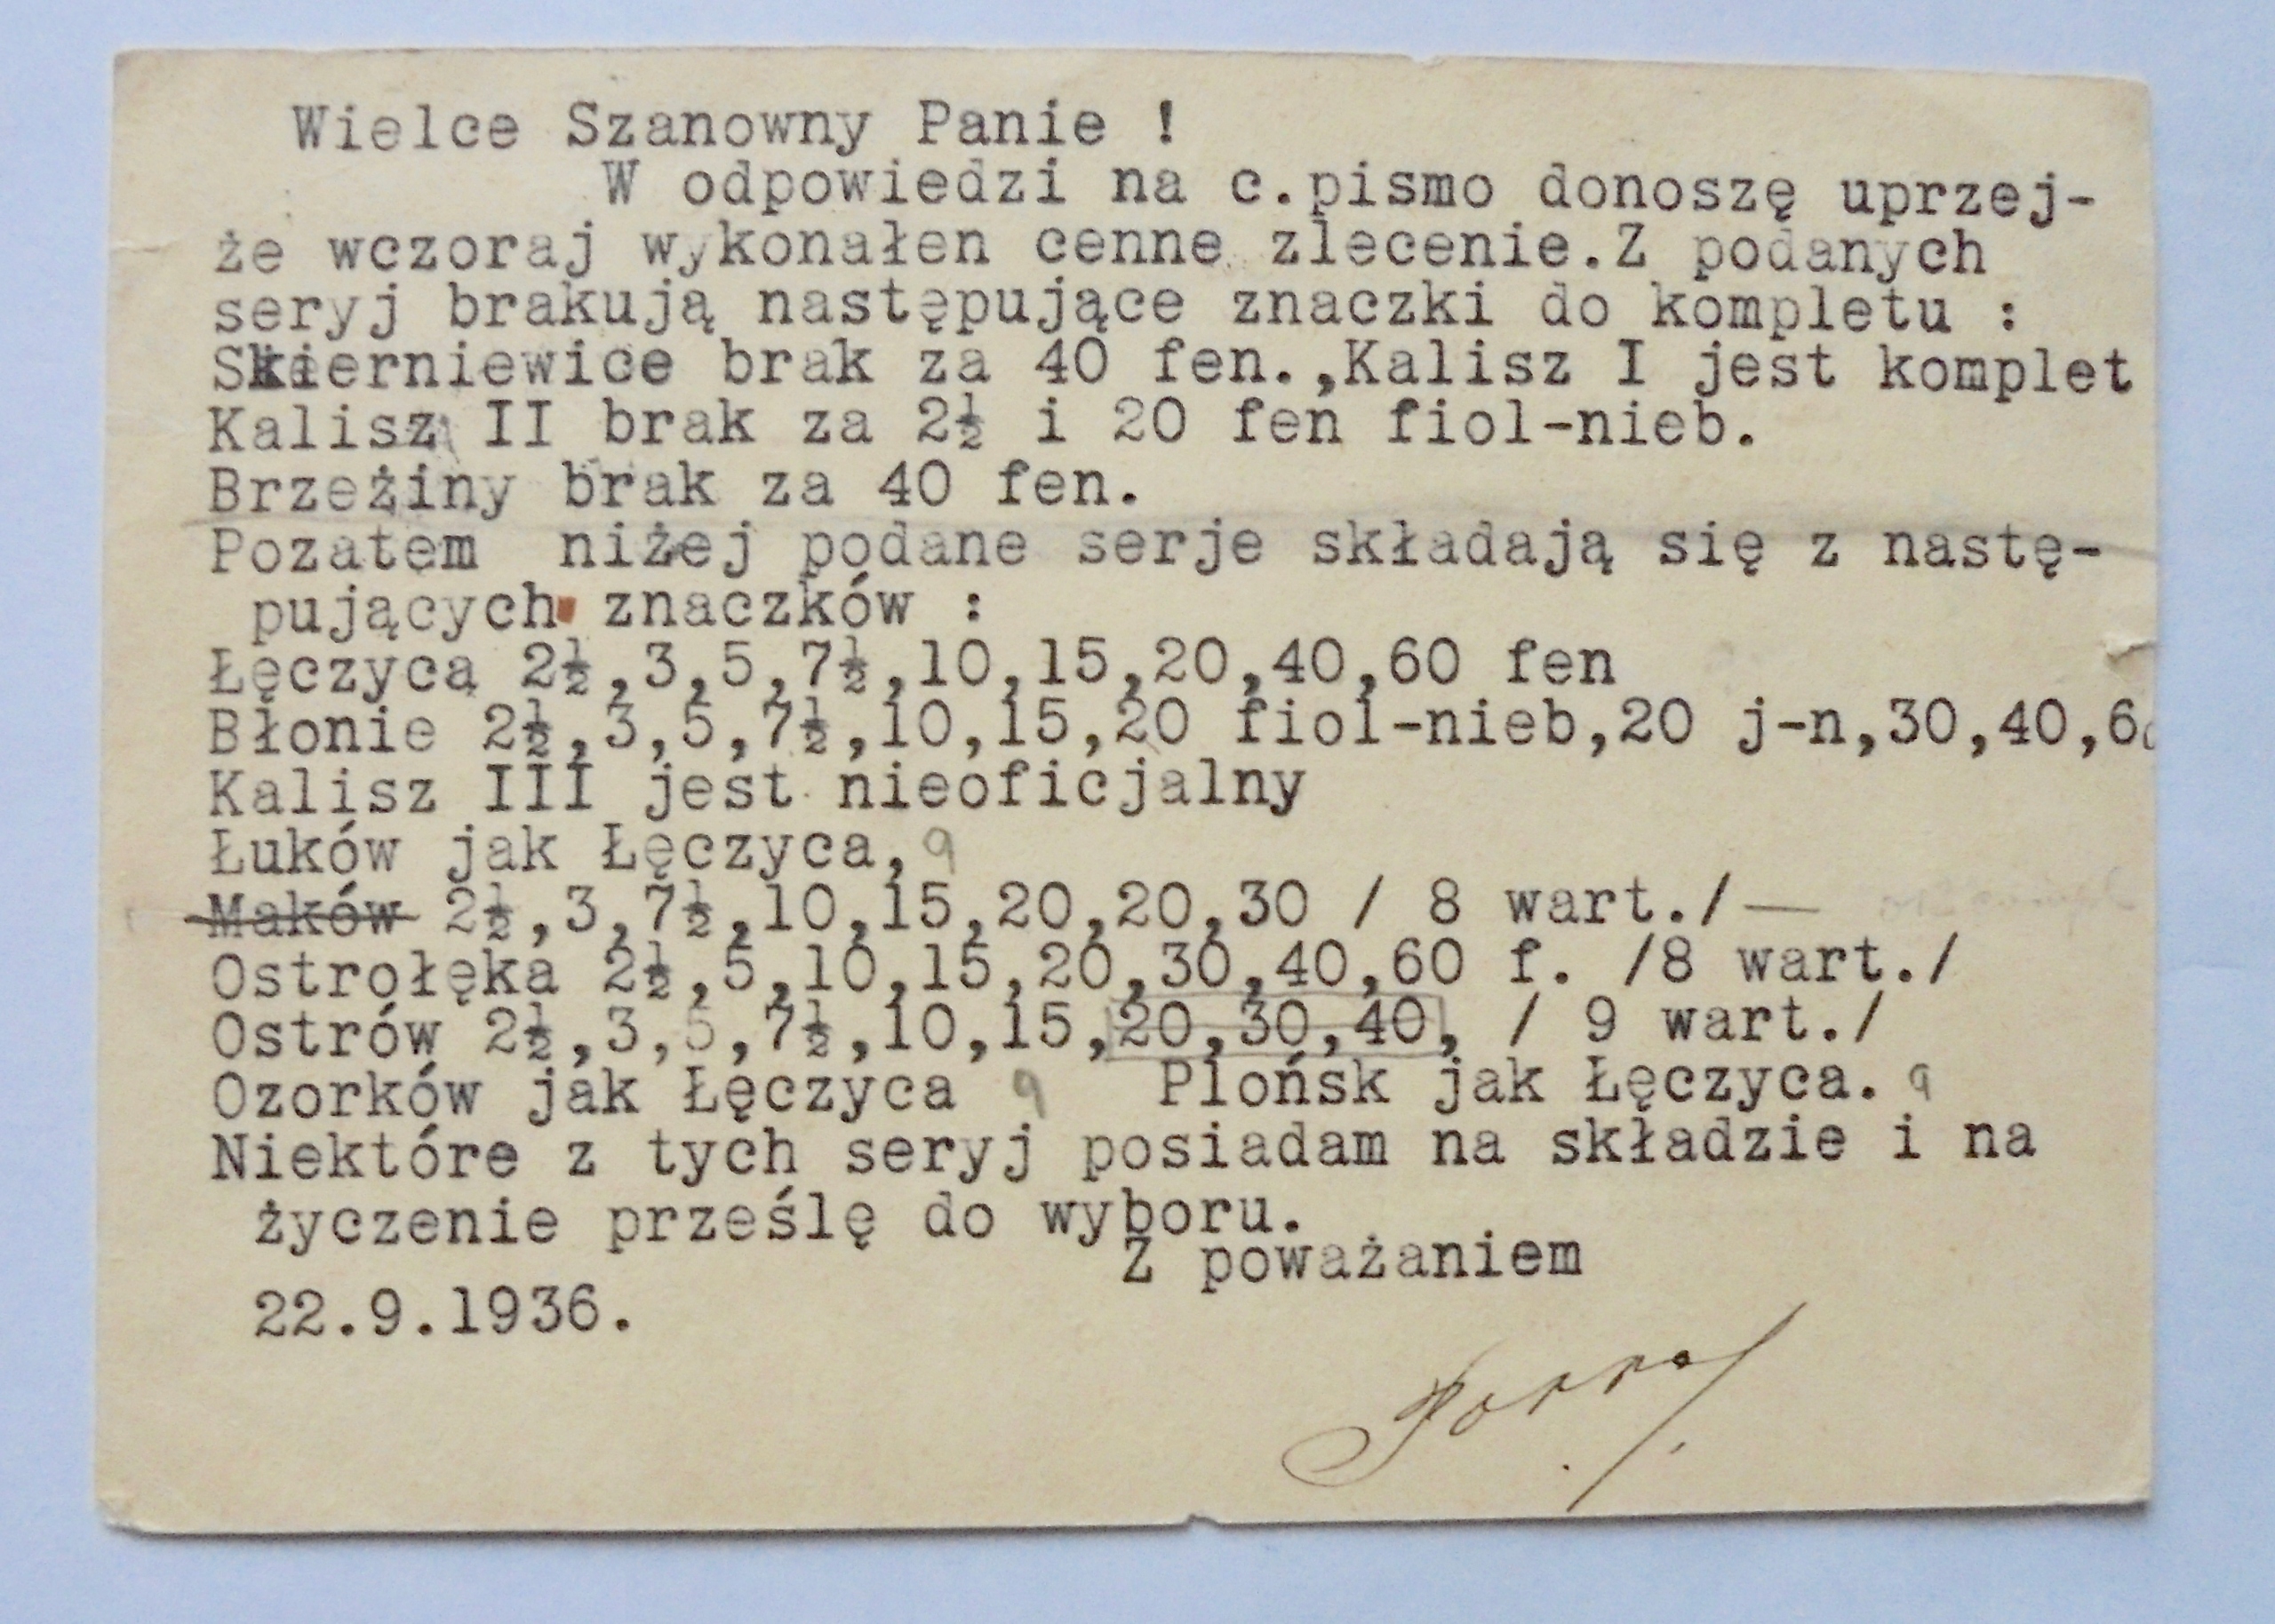 Wielce Szanowny Panie !
W odpowiedzi na c.pismo donoszę uprzej-
że wczoraj wykonałen cenne zlecenie.Z podanych
seryj brakują następujące znaczki do kompletu :
Skierniewice brak za 40 fen.,Kalisz I jest komplet
Kalisz II brak za 2½ i 20 fen fiol-nieb.
Brzeżiny brak za 40 fen.
Pozatem niżej podane serje składają się z nastę-
pujących znaczków :
Łęczycą 2½,3,5,7½,10,15,20,40,60 fen
Błonie 2½,3,5,7½,10,15,20 fiol-nieb,20 j-n,30,40,60
Kalisz III jest nieoficjalny
Łuków jak Łęczyca, 9
Maków 2½,3,7½,10,15,20,20,30 / 8 wart./ —
Ostrołęka 2½,5,10,15,20,30,40,60 f. /8 wart./
Ostrów 2½,3,5,7½,10,15,20,30,40, / 9 wart./
Ozorków jak Łęczyca 9 Plońsk jak Łęczyca. 9
Niektóre z tych seryj posiadam na składzie i na
życzenie prześlę do wyboru.
Z poważaniem
22.9.1936.